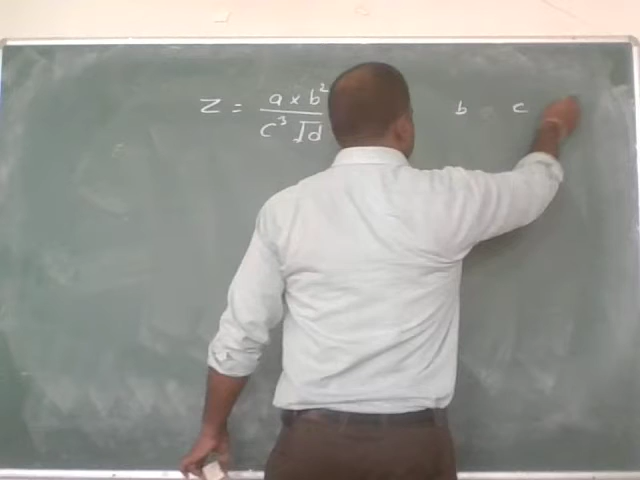 Z = a × b² / c³ √d
b c